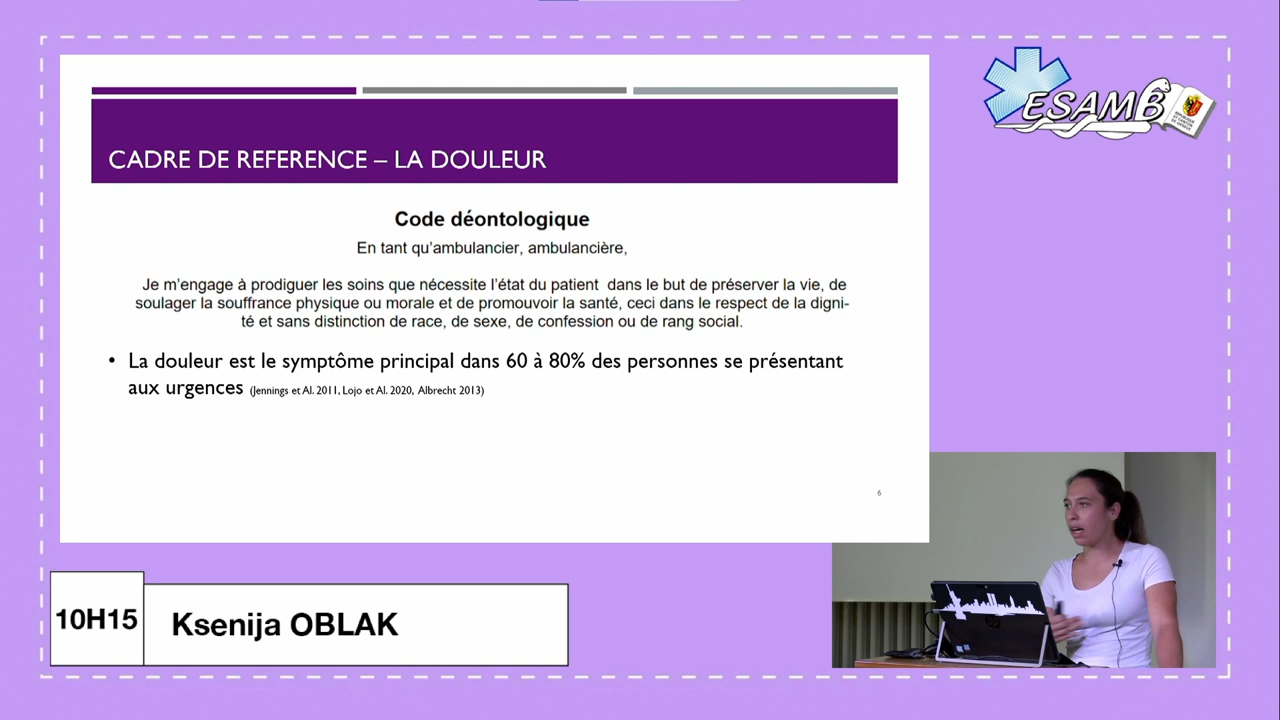 CADRE DE REFERENCE – LA DOULEUR
Code déontologique
En tant qu'ambulancier, ambulancière,
Je m'engage à prodiguer les soins que nécessite l'état du patient dans le but de préserver la vie, de
soulager la souffrance physique ou morale et de promouvoir la santé, ceci dans le respect de la digni-
té et sans distinction de race, de sexe, de confession ou de rang social.
• La douleur est le symptôme principal dans 60 à 80% des personnes se présentant
aux urgences (Jennings et Al. 2011, Lojo et Al. 2020, Albrecht 2013)
6
ESAMB
10H15
Ksenija OBLAK